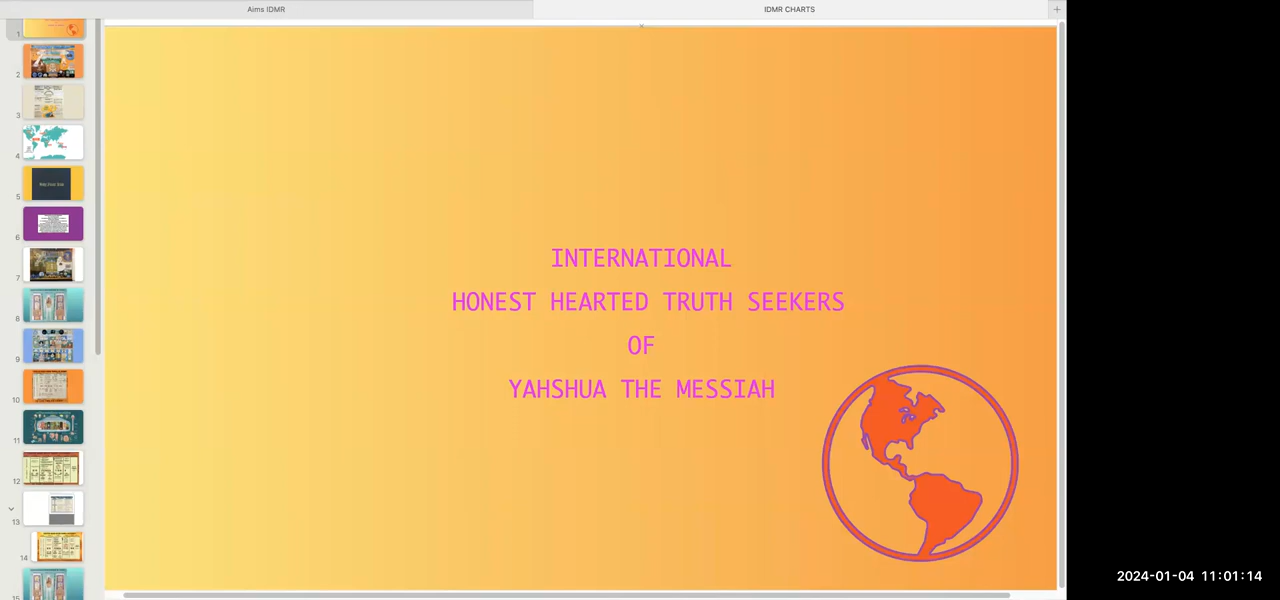 Aims IDMR
IDMR CHARTS
INTERNATIONAL
HONEST HEARTED TRUTH SEEKERS
OF
YAHSHUA THE MESSIAH
1
2
3
4
5
6
7
8
9
10
11
12
13
14
2024-01-04 11:01:14